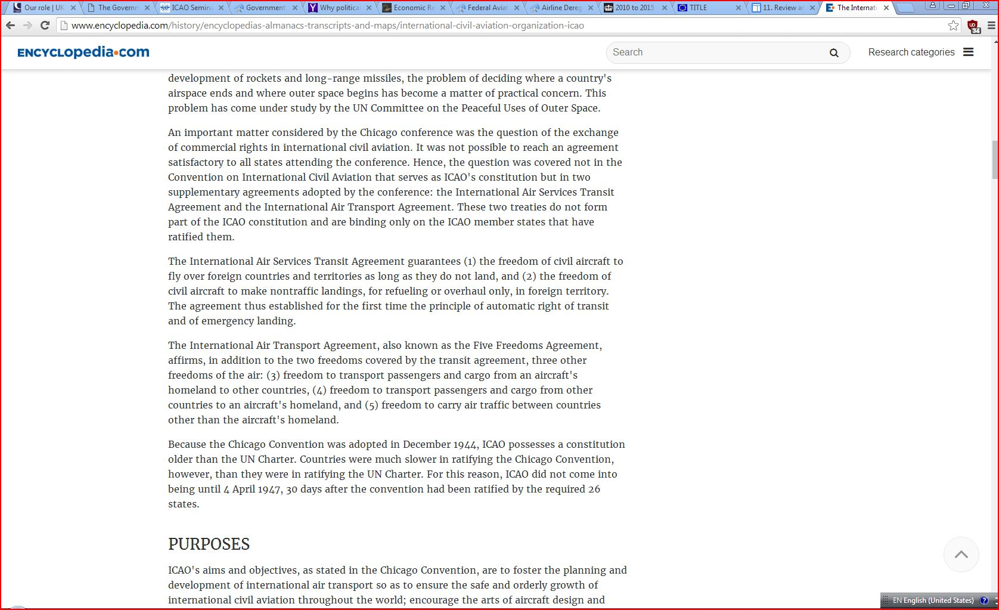 Our role | UK
The Governm
ICAO Semina
Government
Why political
Economic Re
Federal Aviat
Airline Dereg
2010 to 2015
TITLE
11. Review an
The Internati
www.encyclopedia.com/history/encyclopedias-almanacs-transcripts-and-maps/international-civil-aviation-organization-icao
34
ENCYCLOPedia.com
Search
Research categories
development of rockets and long-range missiles, the problem of deciding where a country's
airspace ends and where outer space begins has become a matter of practical concern. This
problem has come under study by the UN Committee on the Peaceful Uses of Outer Space.
An important matter considered by the Chicago conference was the question of the exchange
of commercial rights in international civil aviation. It was not possible to reach an agreement
satisfactory to all states attending the conference. Hence, the question was covered not in the
Convention on International Civil Aviation that serves as ICAO's constitution but in two
supplementary agreements adopted by the conference: the International Air Services Transit
Agreement and the International Air Transport Agreement. These two treaties do not form
part of the ICAO constitution and are binding only on the ICAO member states that have
ratified them.
The International Air Services Transit Agreement guarantees (1) the freedom of civil aircraft to
fly over foreign countries and territories as long as they do not land, and (2) the freedom of
civil aircraft to make nontraffic landings, for refueling or overhaul only, in foreign territory.
The agreement thus established for the first time the principle of automatic right of transit
and of emergency landing.
The International Air Transport Agreement, also known as the Five Freedoms Agreement,
affirms, in addition to the two freedoms covered by the transit agreement, three other
freedoms of the air: (3) freedom to transport passengers and cargo from an aircraft's
homeland to other countries, (4) freedom to transport passengers and cargo from other
countries to an aircraft's homeland, and (5) freedom to carry air traffic between countries
other than the aircraft's homeland.
Because the Chicago Convention was adopted in December 1944, ICAO possesses a constitution
older than the UN Charter. Countries were much slower in ratifying the Chicago Convention,
however, than they were in ratifying the UN Charter. For this reason, ICAO did not come into
being until 4 April 1947, 30 days after the convention had been ratified by the required 26
states.
PURPOSES
ICAO's aims and objectives, as stated in the Chicago Convention, are to foster the planning and
development of international air transport so as to ensure the safe and orderly growth of
international civil aviation throughout the world; encourage the arts of aircraft design and
EN English (United States)